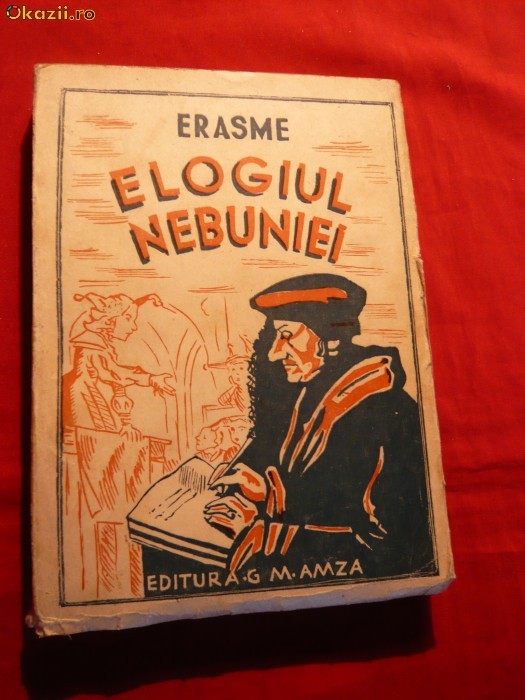 Okazii.ro
ERASME
ELOGIUL
NEBUNIEI
EDITURA·G M·AMZA